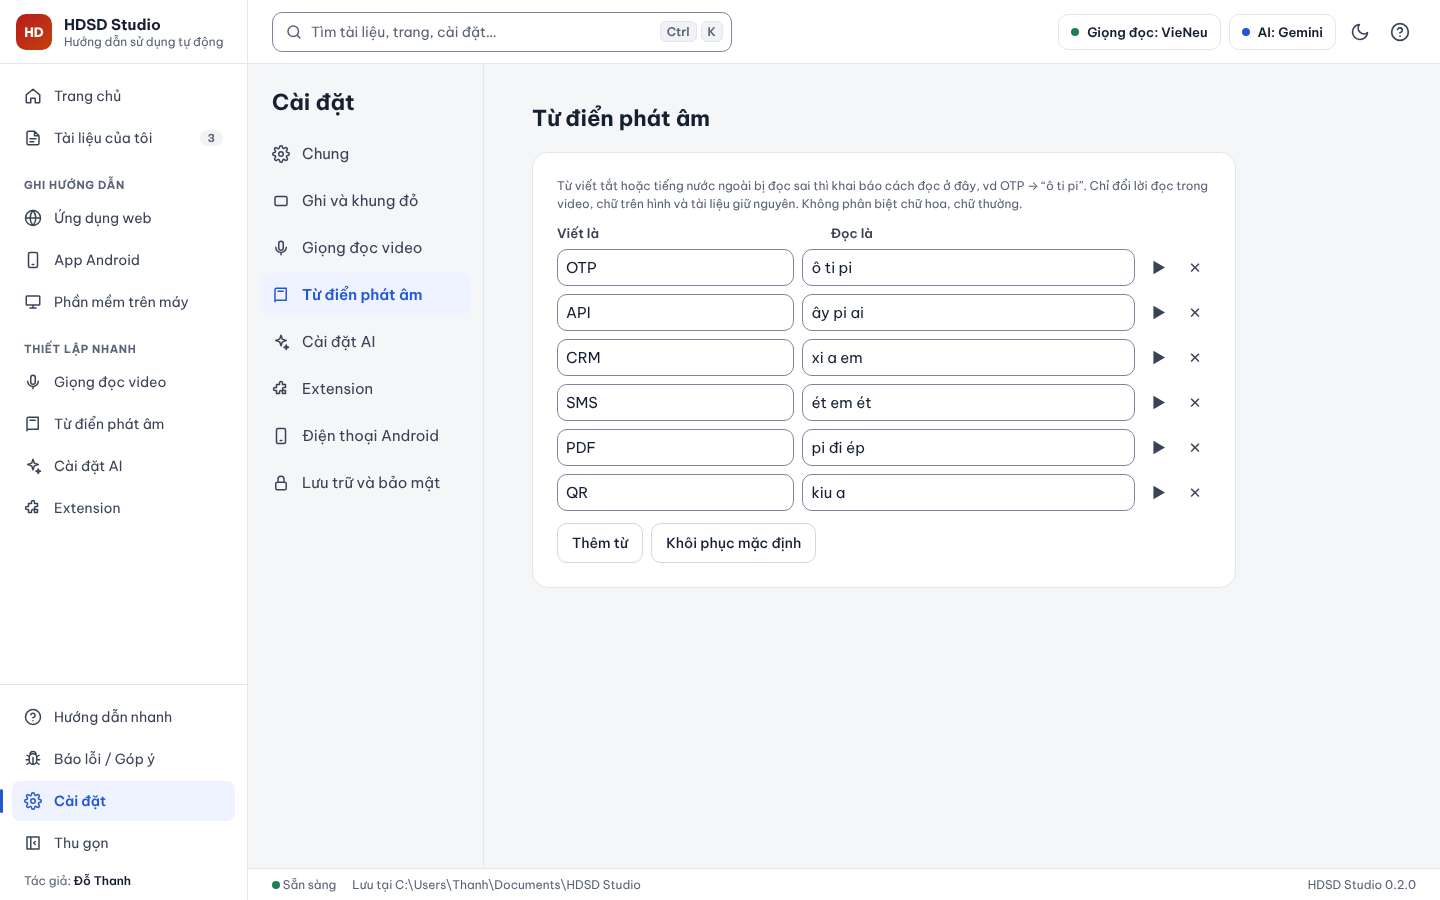 HD
HDSD Studio
Hướng dẫn sử dụng tự động
Tìm tài liệu, trang, cài đặt...
Ctrl K
Giọng đọc: VieNeu
AI: Gemini
Trang chủ
Tài liệu của tôi 3
GHI HƯỚNG DẪN
Ứng dụng web
App Android
Phần mềm trên máy
THIẾT LẬP NHANH
Giọng đọc video
Từ điển phát âm
Cài đặt AI
Extension
Hướng dẫn nhanh
Báo lỗi / Góp ý
Cài đặt
Thu gọn
Tác giả: Đỗ Thanh
Cài đặt
Chung
Ghi và khung đỏ
Giọng đọc video
Từ điển phát âm
Cài đặt AI
Extension
Điện thoại Android
Lưu trữ và bảo mật
Từ điển phát âm
Từ viết tắt hoặc tiếng nước ngoài bị đọc sai thì khai báo cách đọc ở đây, vd OTP → “ô ti pi”. Chỉ đổi lời đọc trong
video, chữ trên hình và tài liệu giữ nguyên. Không phân biệt chữ hoa, chữ thường.
Viết là Đọc là
OTP ô ti pi
API ây pi ai
CRM xi a em
SMS ét em ét
PDF pi đi ép
QR kiu a
Thêm từ Khôi phục mặc định
Sẵn sàng Lưu tại C:\Users\Thanh\Documents\HDSD Studio
HDSD Studio 0.2.0